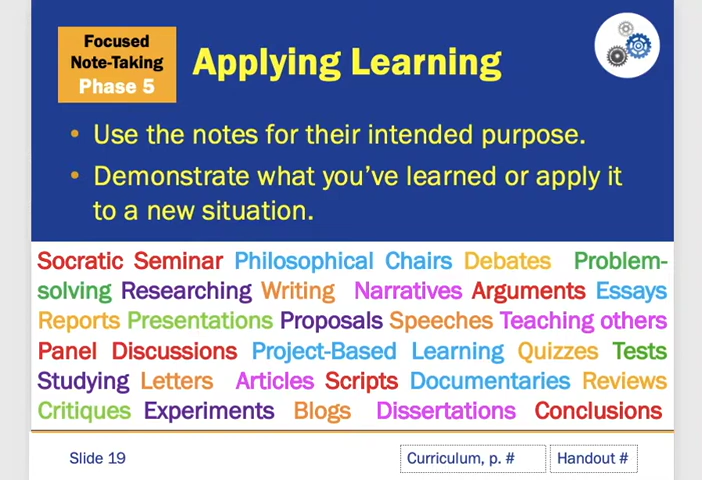 Focused
Note-Taking
Phase 5
Applying Learning
• Use the notes for their intended purpose.
• Demonstrate what you’ve learned or apply it
to a new situation.
Socratic Seminar Philosophical Chairs Debates Problem-
solving Researching Writing Narratives Arguments Essays
Reports Presentations Proposals Speeches Teaching others
Panel Discussions Project-Based Learning Quizzes Tests
Studying Letters Articles Scripts Documentaries Reviews
Critiques Experiments Blogs Dissertations Conclusions
Slide 19
Curriculum, p. #
Handout #